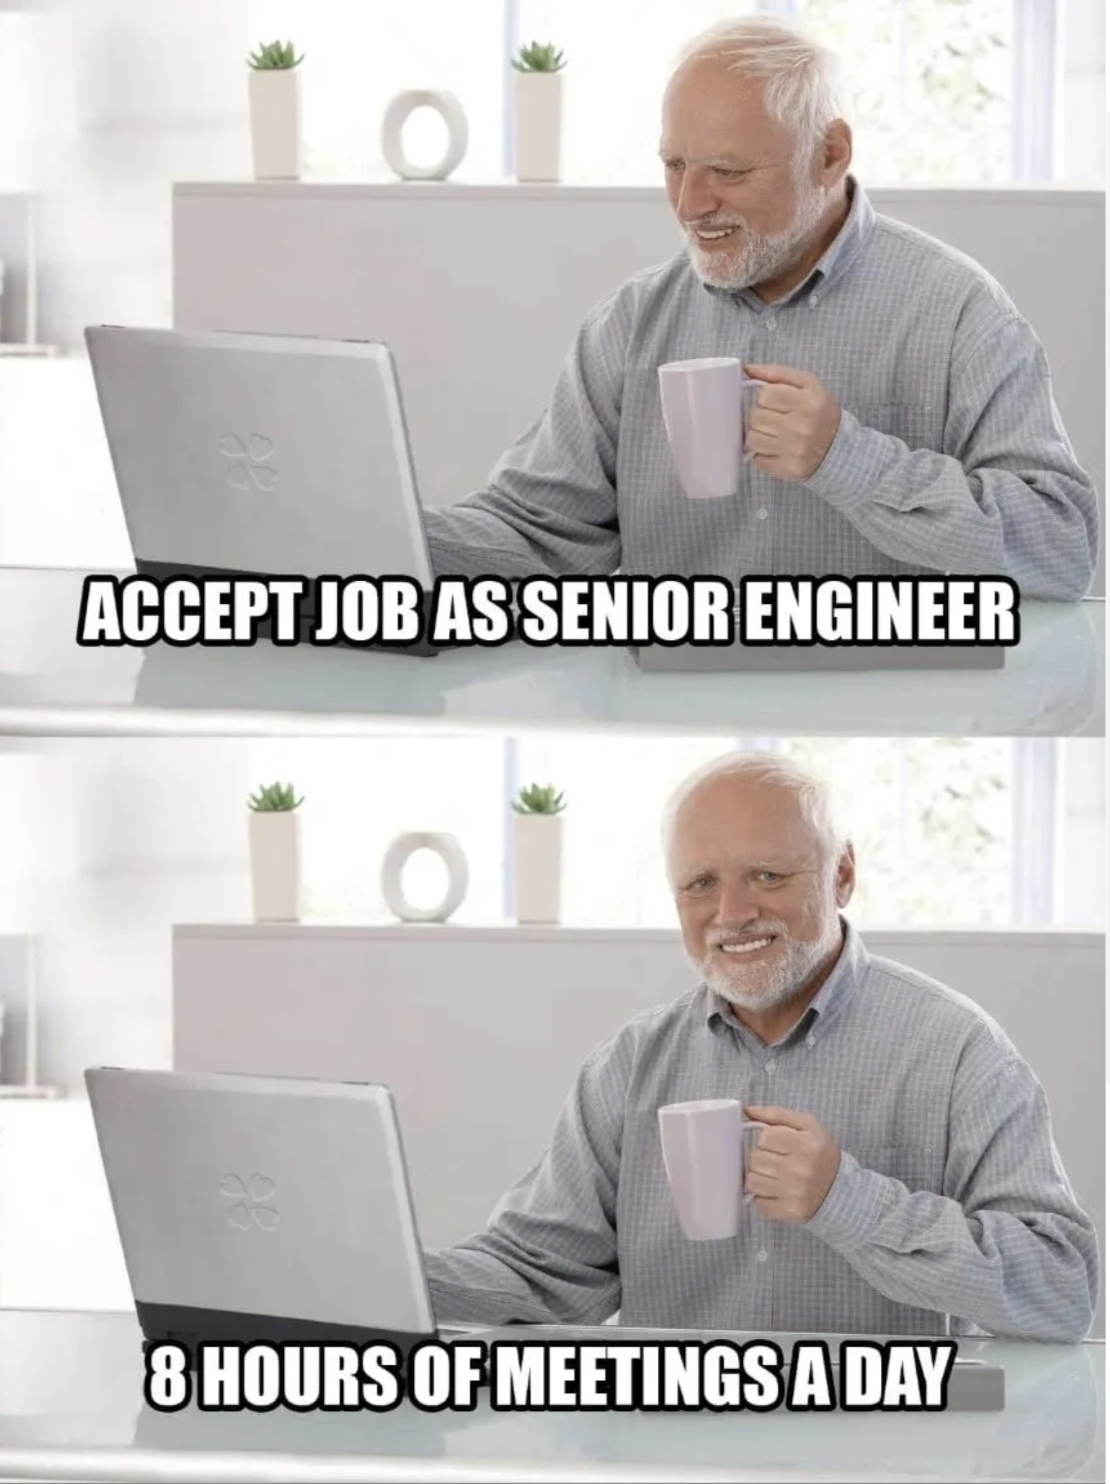 ACCEPT JOB AS SENIOR ENGINEER
8 HOURS OF MEETINGS A DAY